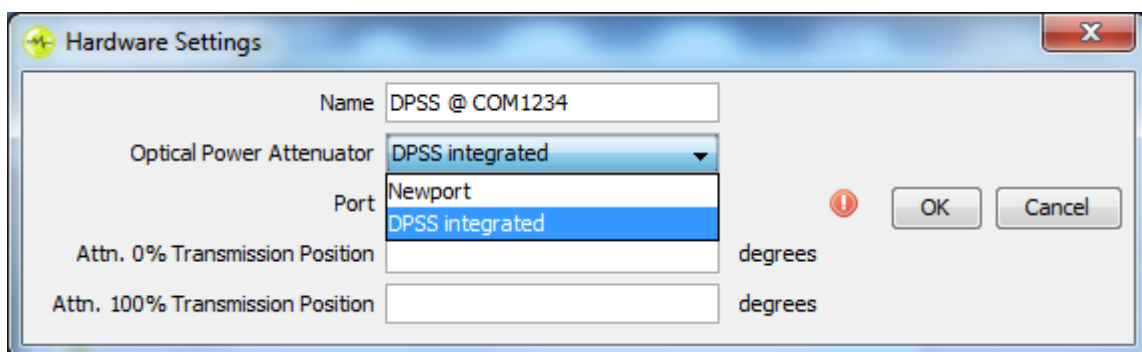 Hardware Settings
Name DPSS @ COM1234
Optical Power Attenuator DPSS integrated
Newport
Port
DPSS integrated
OK Cancel
Attn. 0% Transmission Position degrees
Attn. 100% Transmission Position degrees